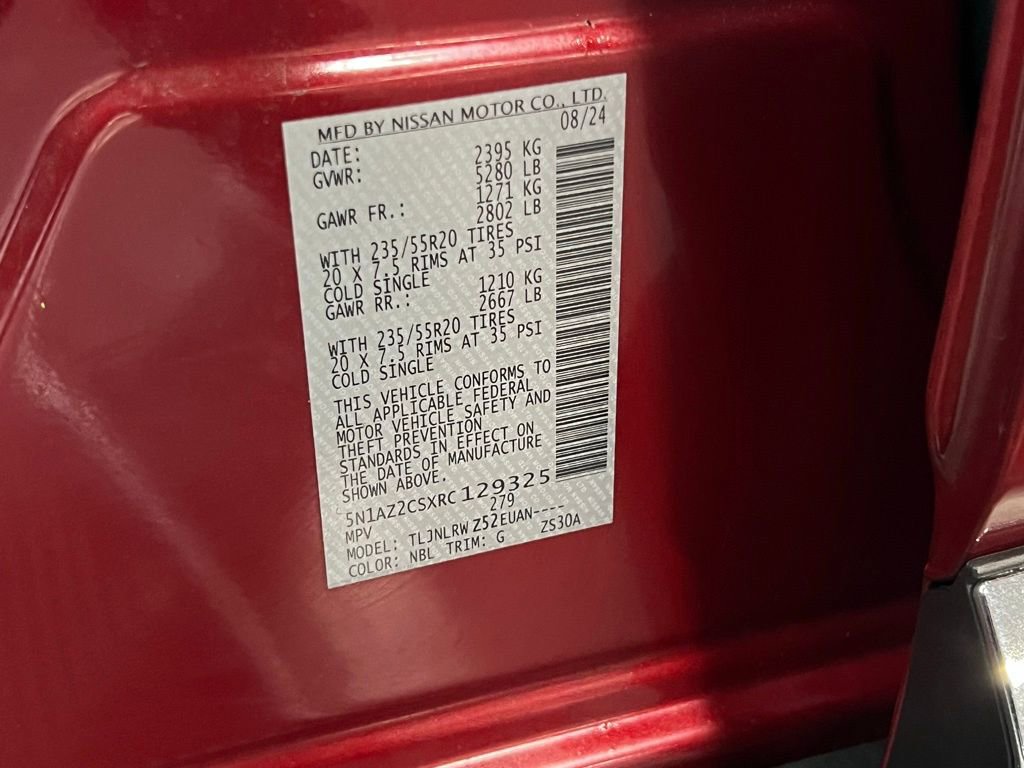 MFD BY NISSAN MOTOR CO., LTD.
DATE: 08/24
GVWR: 2395 KG
5280 LB
GAWR FR.: 1271 KG
2802 LB
WITH 235/55R20 TIRES
20 X 7.5 RIMS AT 35 PSI
COLD SINGLE
GAWR RR.: 1210 KG
2667 LB
WITH 235/55R20 TIRES
20 X 7.5 RIMS AT 35 PSI
COLD SINGLE
THIS VEHICLE CONFORMS TO
ALL APPLICABLE FEDERAL
MOTOR VEHICLE SAFETY AND
THEFT PREVENTION
STANDARDS IN EFFECT ON
THE DATE OF MANUFACTURE
SHOWN ABOVE.
5N1AZ2CSXRC129325
MPV 279
MODEL: TLJNLRWZ52EUAN----
COLOR: NBL TRIM: G ZS30A